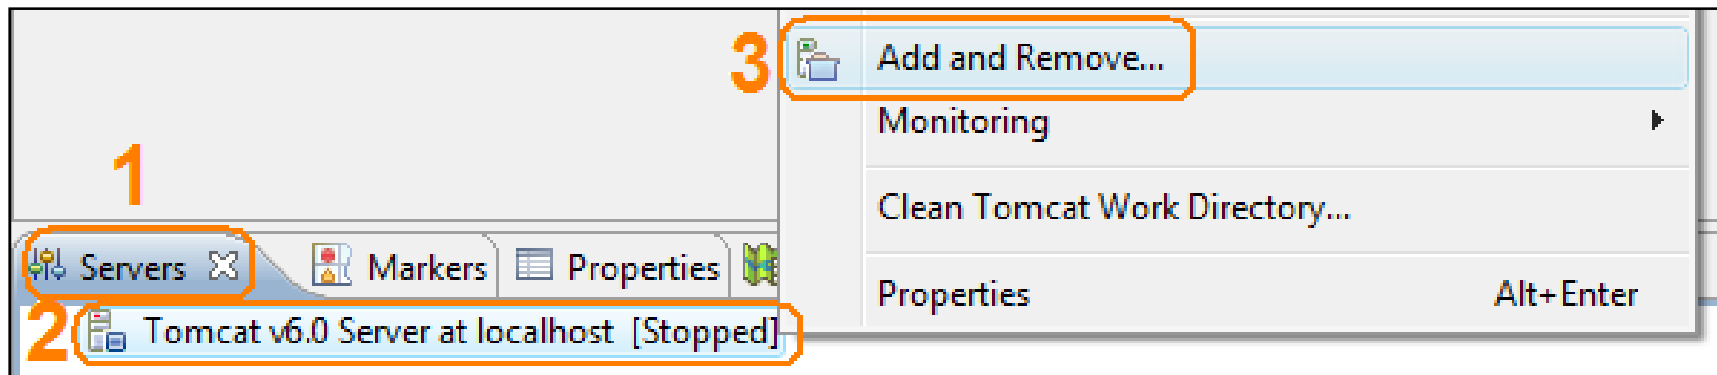 3 Add and Remove...
Monitoring
1
Clean Tomcat Work Directory...
Servers Markers Properties
Properties Alt+Enter
2 Tomcat v6.0 Server at localhost [Stopped]